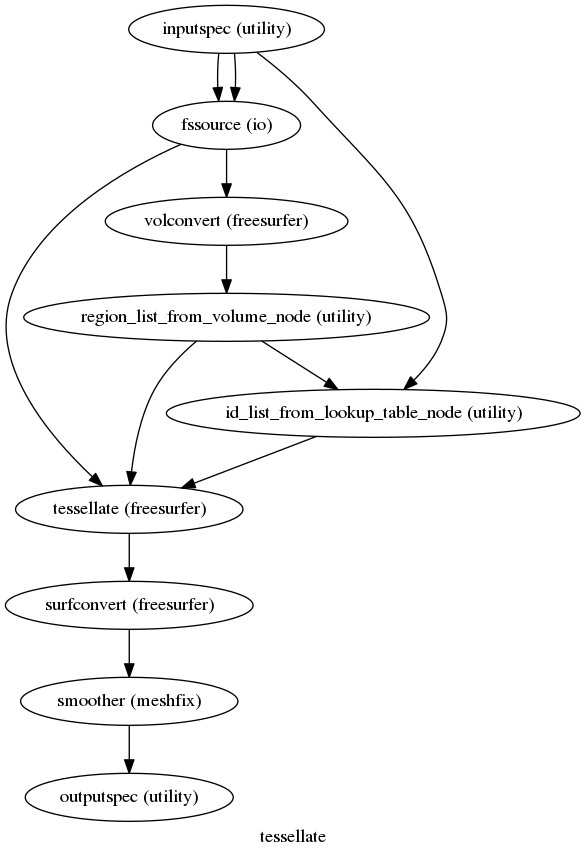 inputspec (utility)
fssource (io)
volconvert (freesurfer)
region_list_from_volume_node (utility)
id_list_from_lookup_table_node (utility)
tessellate (freesurfer)
surfconvert (freesurfer)
smoother (meshfix)
outputspec (utility)
tessellate